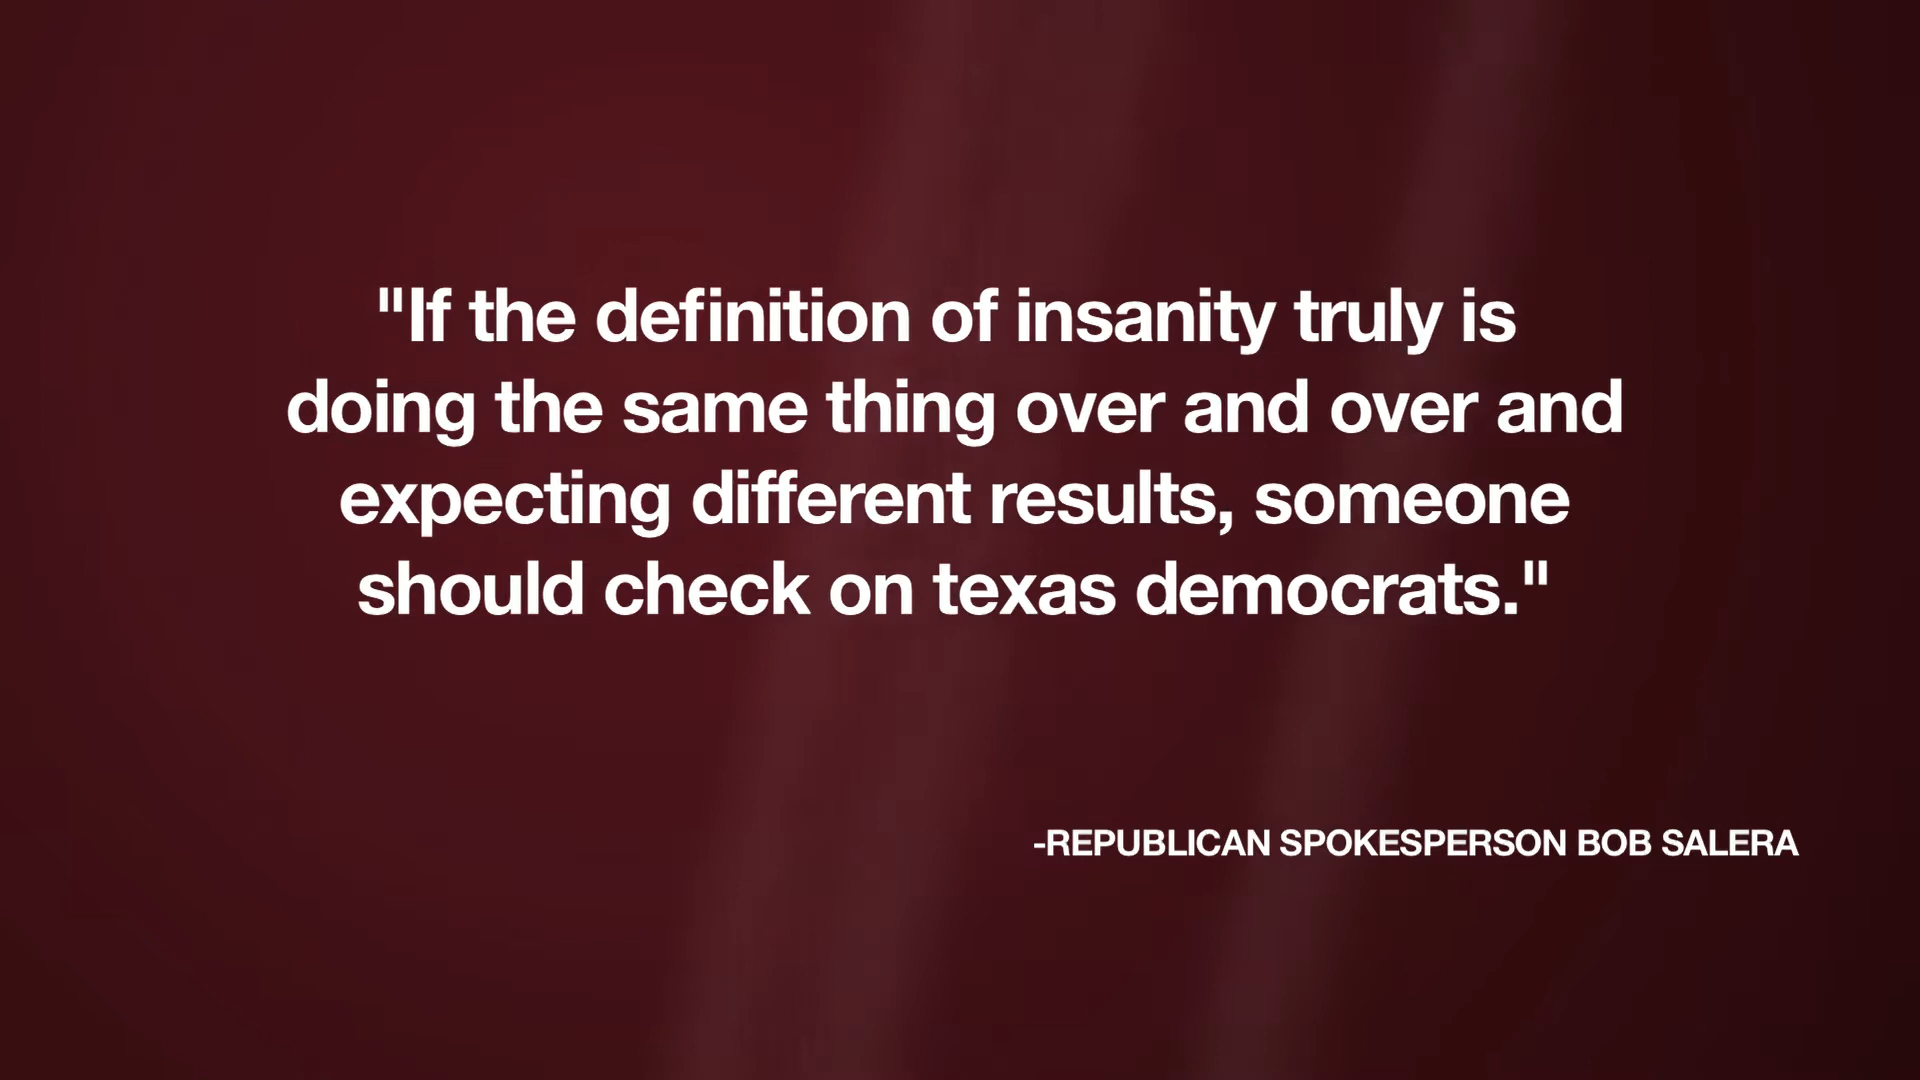 "If the definition of insanity truly is
doing the same thing over and over and
expecting different results, someone
should check on texas democrats."
-REPUBLICAN SPOKESPERSON BOB SALERA